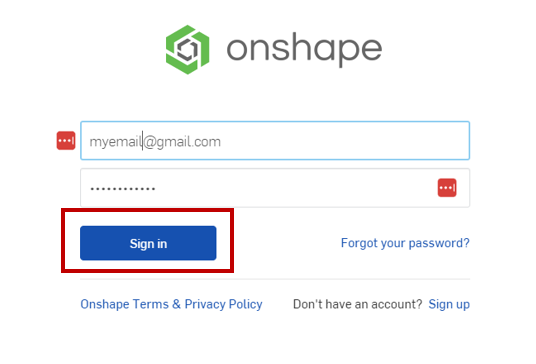 onshape
myemail@gmail.com
••••••••••••
Sign in
Forgot your password?
Onshape Terms & Privacy Policy
Don't have an account? Sign up